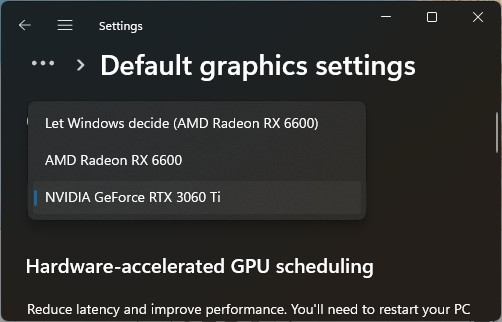 Settings
Default graphics settings
Let Windows decide (AMD Radeon RX 6600)
AMD Radeon RX 6600
NVIDIA GeForce RTX 3060 Ti
Hardware-accelerated GPU scheduling
Reduce latency and improve performance. You'll need to restart your PC